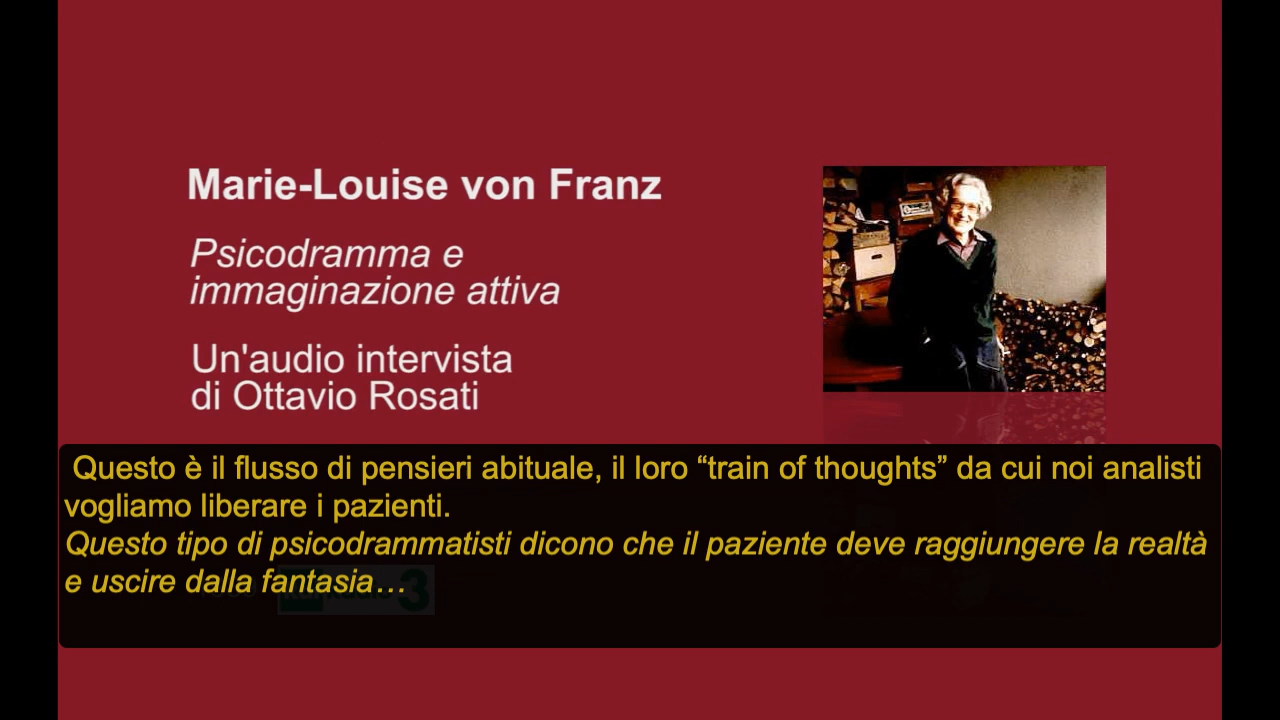 Marie-Louise von Franz
Psicodramma e
immaginazione attiva
Un'audio intervista
di Ottavio Rosati
Questo è il flusso di pensieri abituale, il loro “train of thoughts” da cui noi analisti
vogliamo liberare i pazienti.
Questo tipo di psicodrammatisti dicono che il paziente deve raggiungere la realtà
e uscire dalla fantasia…
3